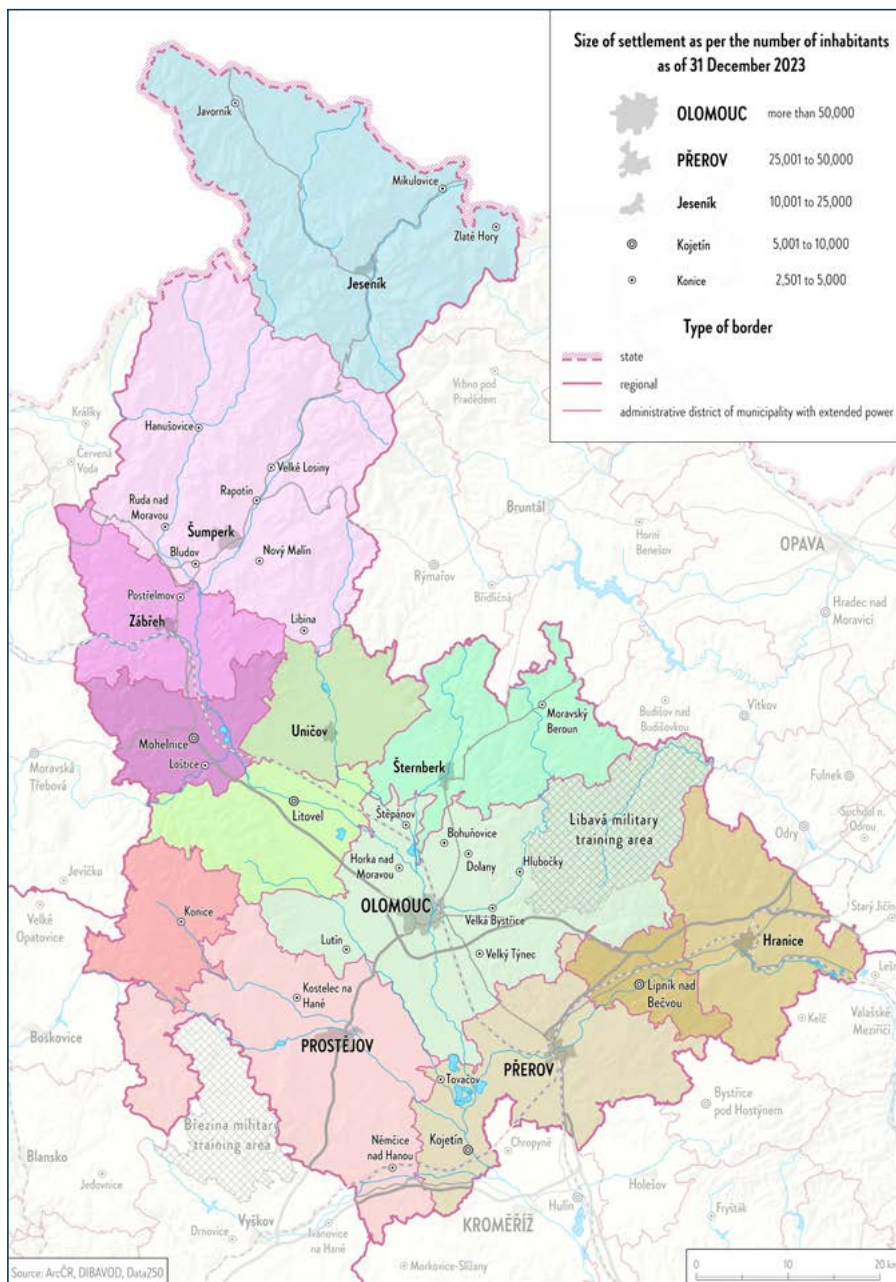 Size of settlement as per the number of inhabitants
as of 31 December 2023
OLOMOUC more than 50,000
PŘEROV 25,001 to 50,000
Jeseník 10,001 to 25,000
Kojetín 5,001 to 10,000
Konice 2,501 to 5,000
Type of border
state
regional
administrative district of municipality with extended power
Javorník
Mikulovice
Zlaté Hory
Jeseník
Vrbno pod
Pradědem
Králíky
Hanušovice
Červená
Voda
Velké Losiny
Rapotín
Ruda nad
Moravou
Bruntál
Šumperk
Horní
Benešov
OPAVA
Bludov
Nový Malín
Rýmařov
Břidličná
Postřelmov
Hradec nad
Moravicí
Zábřeh
Libina
Moravský
Beroun
Budišov nad
Budišovkou
Vítkov
Uničov
Mohelnice
Loštice
Moravská
Třebová
Šternberk
Fulnek
Litovel
Štěpánov
Libavá military
training area
Suchdol n.
Odrou
Odry
Bohuňovice
Dolany
Horka nad
Moravou
Hlubočky
Jevíčko
Velké
Opatovice
Konice
OLOMOUC
Velká Bystřice
Starý Jičín
Hranice
Lutín
Velký Týnec
Leš
Kostelec na
Hané
Lipník nad
Bečvou
Kelč
Valašské
Meziříčí
Boskovice
PROSTĚJOV
PŘEROV
Tovačov
Bystřice
pod Hostýnem
Březina military
training area
Kojetín
Chropyně
Němčice
nad Hanou
Blansko
Jedovnice
Holešov
Hulín
Fryšták
Vyškov
Drnovice
Ivanovice
na Hané
KROMĚŘÍŽ
Morkovice-Slížany
Source: ArcČR, DIBAVOD, Data250
0 10 20 k